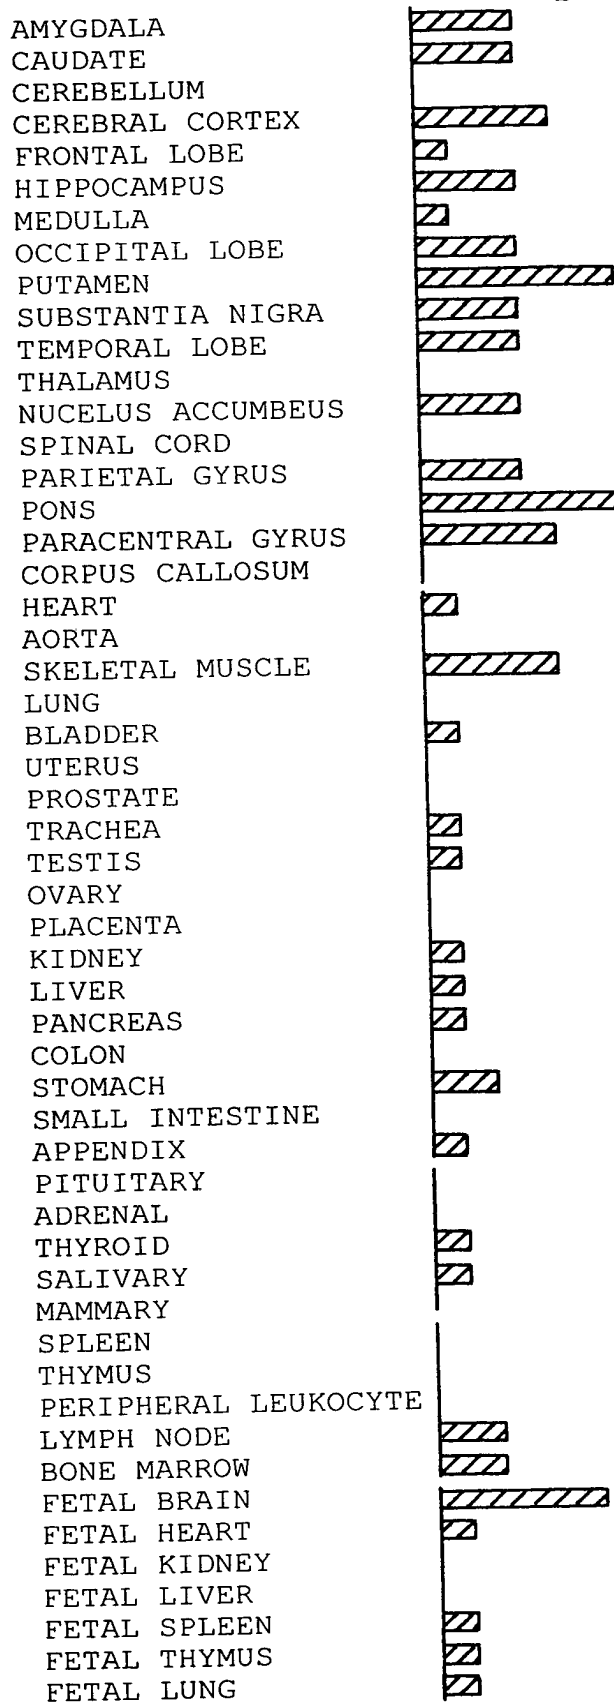 AMYGDALA
CAUDATE
CEREBELLUM
CEREBRAL CORTEX
FRONTAL LOBE
HIPPOCAMPUS
MEDULLA
OCCIPITAL LOBE
PUTAMEN
SUBSTANTIA NIGRA
TEMPORAL LOBE
THALAMUS
NUCELUS ACCUMBEUS
SPINAL CORD
PARIETAL GYRUS
PONS
PARACENTRAL GYRUS
CORPUS CALLOSUM
HEART
AORTA
SKELETAL MUSCLE
LUNG
BLADDER
UTERUS
PROSTATE
TRACHEA
TESTIS
OVARY
PLACENTA
KIDNEY
LIVER
PANCREAS
COLON
STOMACH
SMALL INTESTINE
APPENDIX
PITUITARY
ADRENAL
THYROID
SALIVARY
MAMMARY
SPLEEN
THYMUS
PERIPHERAL LEUKOCYTE
LYMPH NODE
BONE MARROW
FETAL BRAIN
FETAL HEART
FETAL KIDNEY
FETAL LIVER
FETAL SPLEEN
FETAL THYMUS
FETAL LUNG